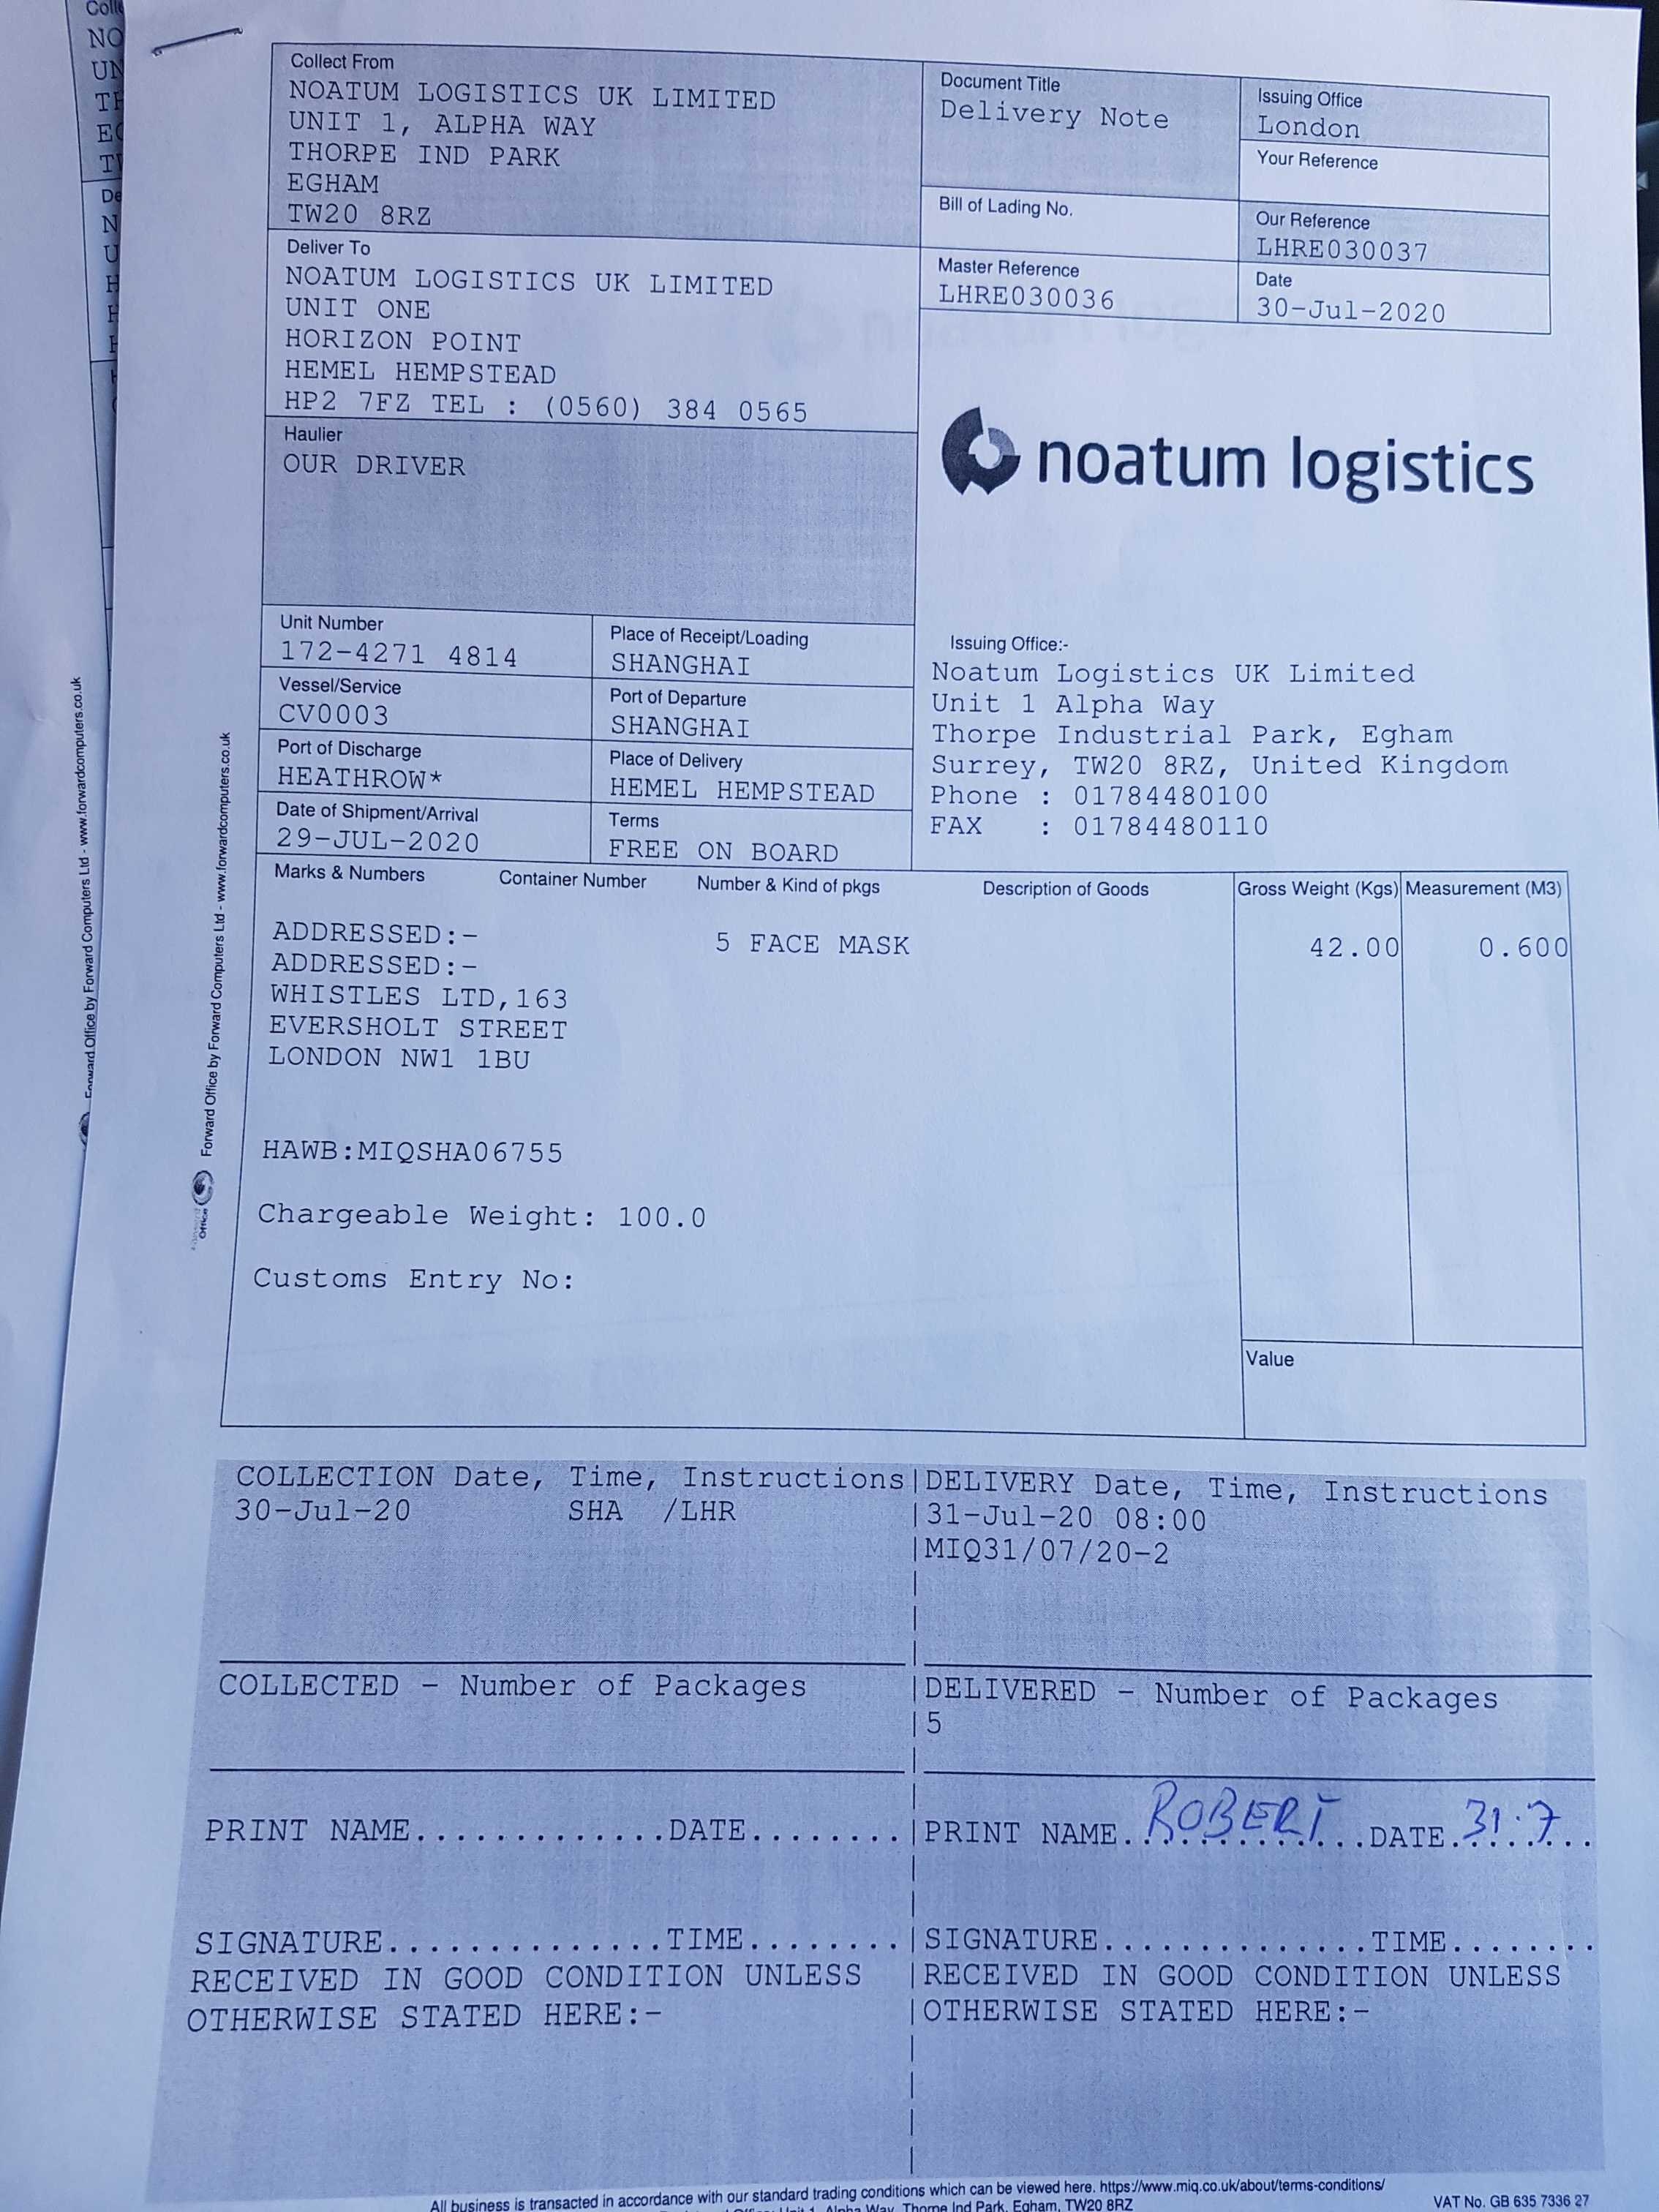 Collect From
NOATUM LOGISTICS UK LIMITED
UNIT 1, ALPHA WAY
THORPE IND PARK
EGHAM
TW20 8RZ
Document Title
Delivery Note
Issuing Office
London
Your Reference
Bill of Lading No.
Our Reference
LHRE030037
Master Reference
LHRE030036
Date
30-Jul-2020
Deliver To
NOATUM LOGISTICS UK LIMITED
UNIT ONE
HORIZON POINT
HEMEL HEMPSTEAD
HP2 7FZ TEL : (0560) 384 0565
Haulier
OUR DRIVER
noatum logistics
Unit Number
172-4271 4814
Place of Receipt/Loading
SHANGHAI
Vessel/Service
CV0003
Port of Departure
SHANGHAI
Port of Discharge
HEATHROW*
Place of Delivery
HEMEL HEMPSTEAD
Date of Shipment/Arrival
29-JUL-2020
Terms
FREE ON BOARD
Issuing Office:-
Noatum Logistics UK Limited
Unit 1 Alpha Way
Thorpe Industrial Park, Egham
Surrey, TW20 8RZ, United Kingdom
Phone : 01784480100
FAX : 01784480110
Marks & Numbers Container Number Number & Kind of pkgs Description of Goods Gross Weight (Kgs) Measurement (M3)
ADDRESSED:- 5 FACE MASK 42.00 0.600
ADDRESSED:-
WHISTLES LTD,163
EVERSHOLT STREET
LONDON NW1 1BU
HAWB:MIQSHA06755
Chargeable Weight: 100.0
Customs Entry No:
Value
COLLECTION Date, Time, Instructions
30-Jul-20 SHA /LHR
DELIVERY Date, Time, Instructions
31-Jul-20 08:00
MIQ31/07/20-2
COLLECTED - Number of Packages
DELIVERED - Number of Packages
5
PRINT NAME.............DATE........
PRINT NAME. ROBERT DATE. 31.7
SIGNATURE..............TIME........
RECEIVED IN GOOD CONDITION UNLESS
OTHERWISE STATED HERE:-
SIGNATURE..............TIME........
RECEIVED IN GOOD CONDITION UNLESS
OTHERWISE STATED HERE:-
All business is transacted in accordance with our standard trading conditions which can be viewed here. https://www.miq.co.uk/about/terms-conditions/
Unit 1, Alpha Way, Thorpe Ind Park, Egham, TW20 8RZ
VAT No. GB 635 7336 27
Forward Office by Forward Computers Ltd - www.forwardcomputers.co.uk
Office
Forward Office by Forward Computers Ltd - www.forwardcomputers.co.uk